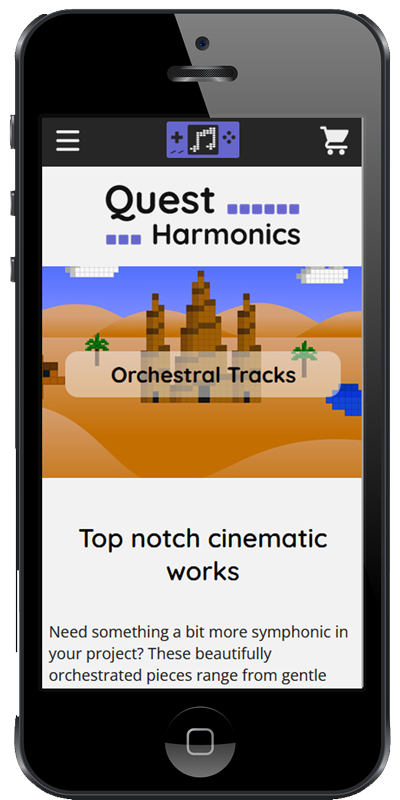 Quest
Harmonics
Orchestral Tracks
Top notch cinematic
works
Need something a bit more symphonic in
your project? These beautifully
orchestrated pieces range from gentle